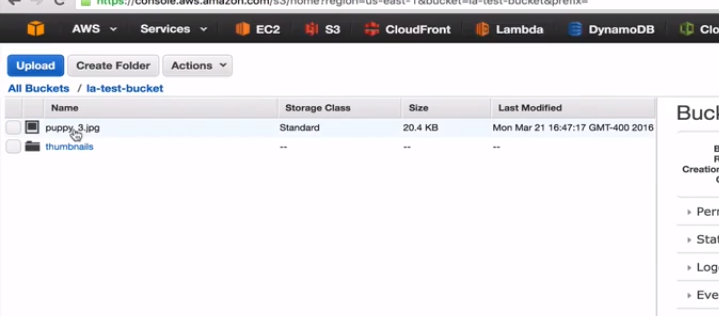 https://console.aws.amazon.com/s3/home?region=us-east-1&bucket=la-test-bucket&prefix=
AWS Services EC2 S3 CloudFront Lambda DynamoDB Clo
Upload Create Folder Actions
All Buckets / la-test-bucket
Name Storage Class Size Last Modified
puppy_3.jpg Standard 20.4 KB Mon Mar 21 16:47:17 GMT-400 2016
thumbnails -- -- --
Buck
B
R
Creation
Perr
Stat
Logg
Eve